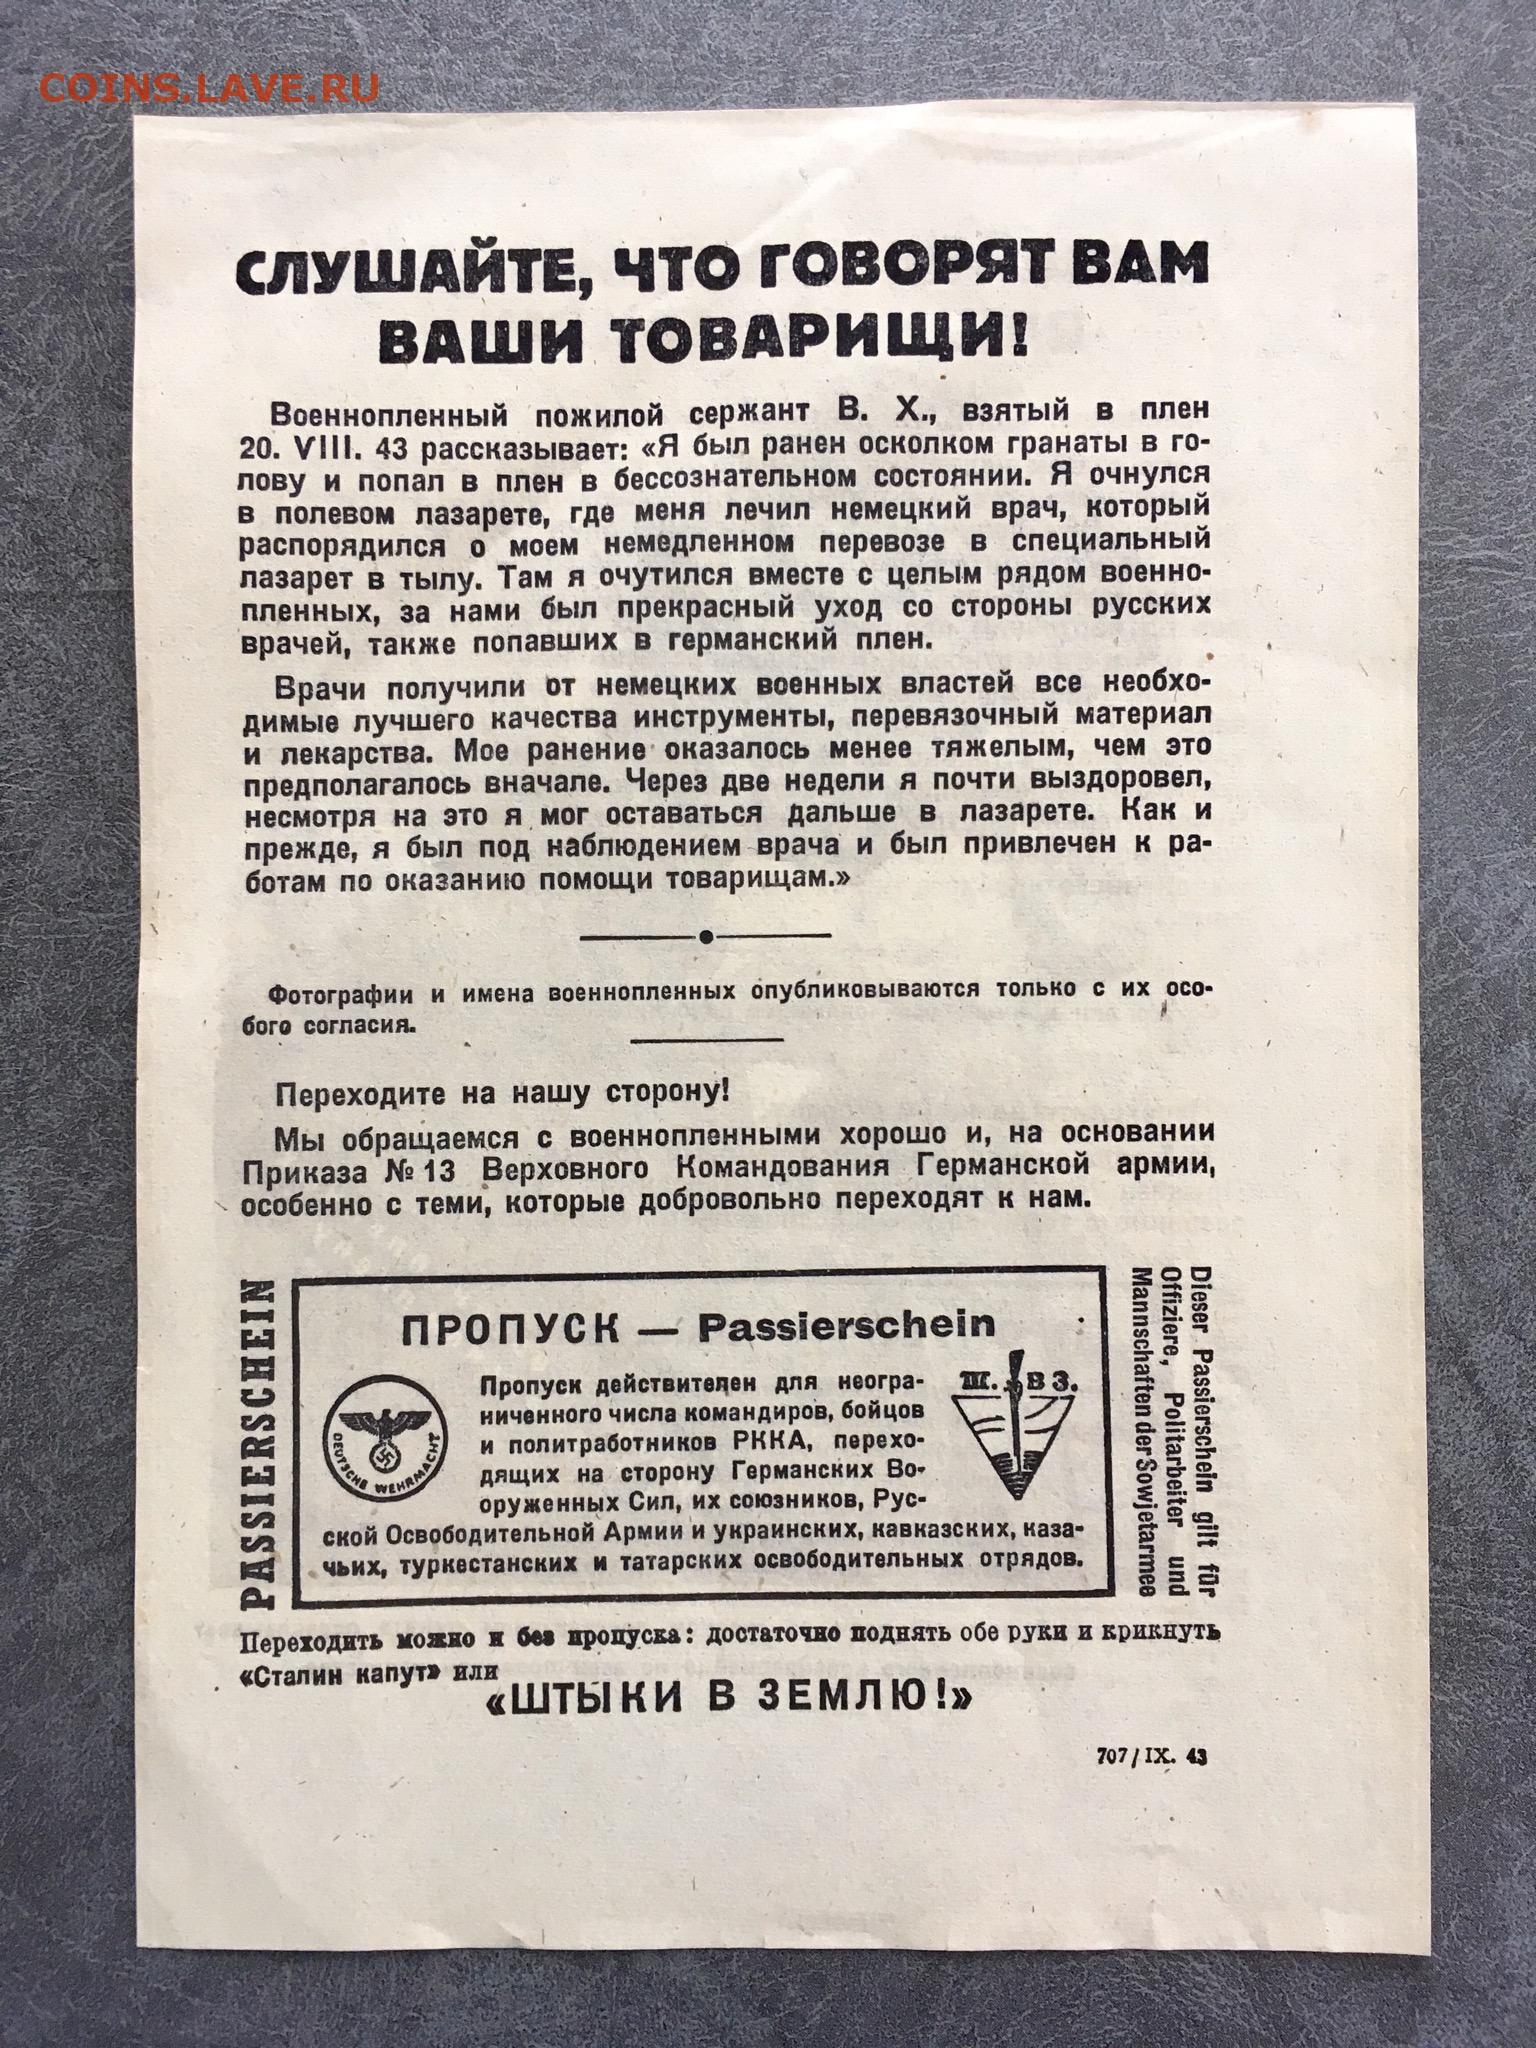 COINS.LAVE.RU
СЛУШАЙТЕ, ЧТО ГОВОРЯТ ВАМ
ВАШИ ТОВАРИЩИ!
Военнопленный пожилой сержант В. Х., взятый в плен
20. VIII. 43 рассказывает: «Я был ранен осколком гранаты в го-
лову и попал в плен в бессознательном состоянии. Я очнулся
в полевом лазарете, где меня лечил немецкий врач, который
распорядился о моем немедленном перевозе в специальный
лазарет в тылу. Там я очутился вместе с целым рядом военно-
пленных, за нами был прекрасный уход со стороны русских
врачей, также попавших в германский плен.
Врачи получили от немецких военных властей все необхо-
димые лучшего качества инструменты, перевязочный материал
и лекарства. Мое ранение оказалось менее тяжелым, чем это
предполагалось вначале. Через две недели я почти выздоровел,
несмотря на это я мог оставаться дальше в лазарете. Как и
прежде, я был под наблюдением врача и был привлечен к ра-
ботам по оказанию помощи товарищам.»
Фотографии и имена военнопленных опубликовываются только с их осо-
бого согласия.
Переходите на нашу сторону!
Мы обращаемся с военнопленными хорошо и, на основании
Приказа № 13 Верховного Командования Германской армии,
особенно с теми, которые добровольно переходят к нам.
PASSIERSCHEIN
ПРОПУСК — Passierschein
DEUTSCHE WEHRMACHT
Пропуск действителен для неогра-
ниченного числа командиров, бойцов
и политработников РККА, перехо-
дящих на сторону Германских Во-
оруженных Сил, их союзников, Рус-
ской Освободительной Армии и украинских, кавказских, каза-
чьих, туркестанских и татарских освободительных отрядов.
Ш. В З.
Dieser Passierschein gilt für
Offiziere, Politarbeiter und
Mannschaften der Sowjetarmee
Переходить можно и без пропуска: достаточно поднять обе руки и крикнуть
«Сталин капут» или
«ШТЫКИ В ЗЕМЛЮ!»
707/IX. 43